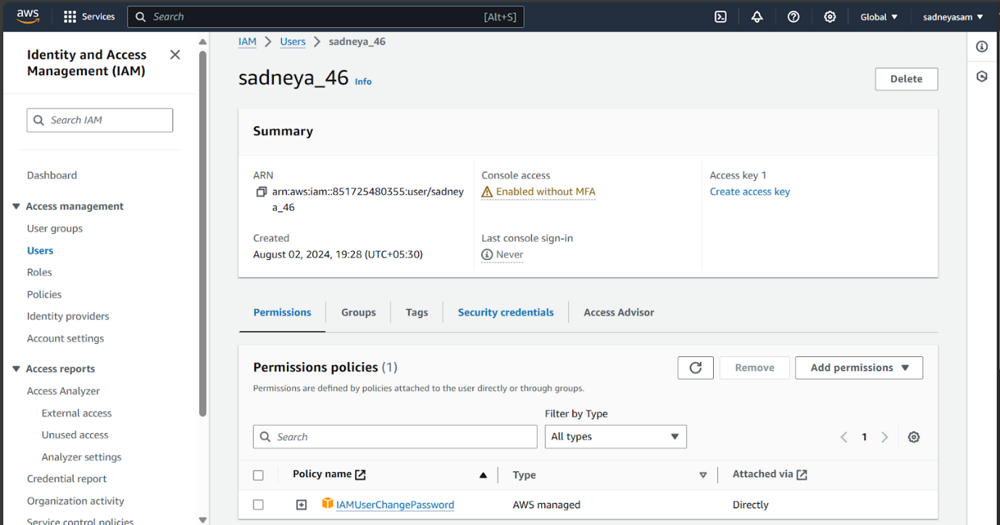 aws
Services
Search
[Alt+S]
Global
sadneyasam
Identity and Access
Management (IAM)
Search IAM
Dashboard
Access management
User groups
Users
Roles
Policies
Identity providers
Account settings
Access reports
Access Analyzer
External access
Unused access
Analyzer settings
Credential report
Organization activity
Service control policies
IAM > Users > sadneya_46
sadneya_46 Info
Delete
Summary
ARN
arn:aws:iam::851725480355:user/sadney
a_46
Created
August 02, 2024, 19:28 (UTC+05:30)
Console access
Enabled without MFA
Last console sign-in
Never
Access key 1
Create access key
Permissions
Groups
Tags
Security credentials
Access Advisor
Permissions policies (1)
Remove
Add permissions
Permissions are defined by policies attached to the user directly or through groups.
Filter by Type
Search
All types
1
Policy name
Type
Attached via
IAMUserChangePassword
AWS managed
Directly